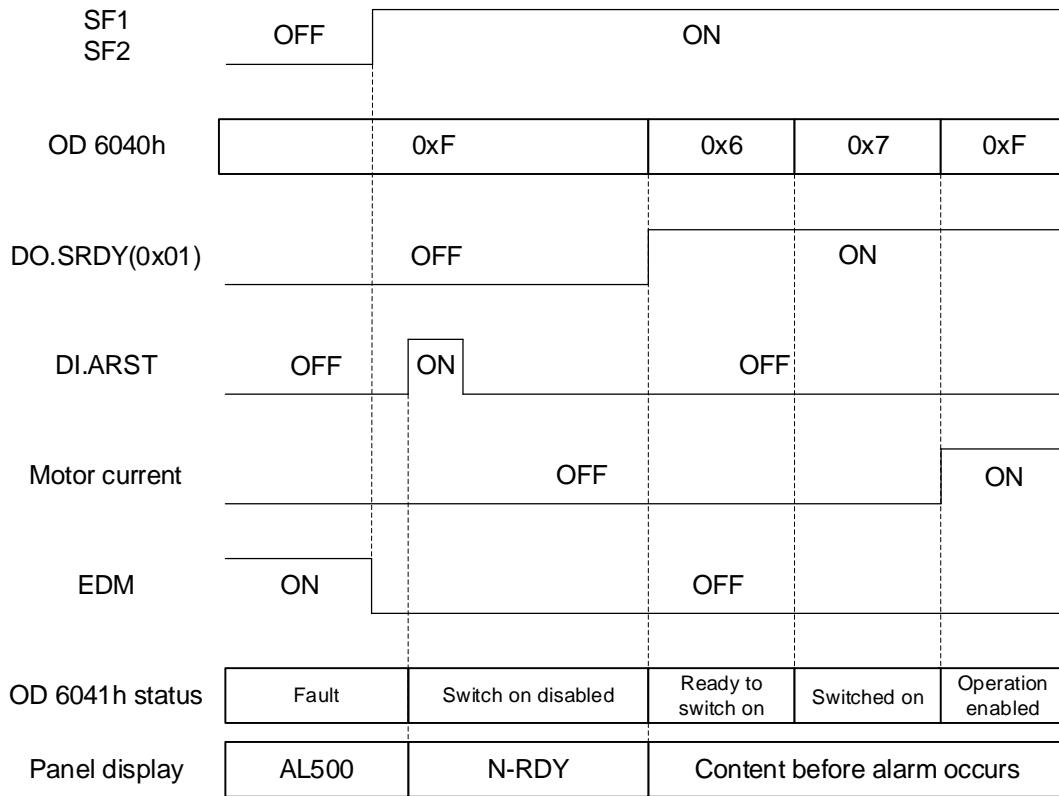 SF1
SF2
OFF
ON
OD 6040h
0xF
0x6
0x7
0xF
DO.SRDY(0x01)
OFF
ON
DI.ARST
OFF
ON
OFF
Motor current
OFF
ON
EDM
ON
OFF
OD 6041h status
Fault
Switch on disabled
Ready to
switch on
Switched on
Operation
enabled
Panel display
AL500
N-RDY
Content before alarm occurs